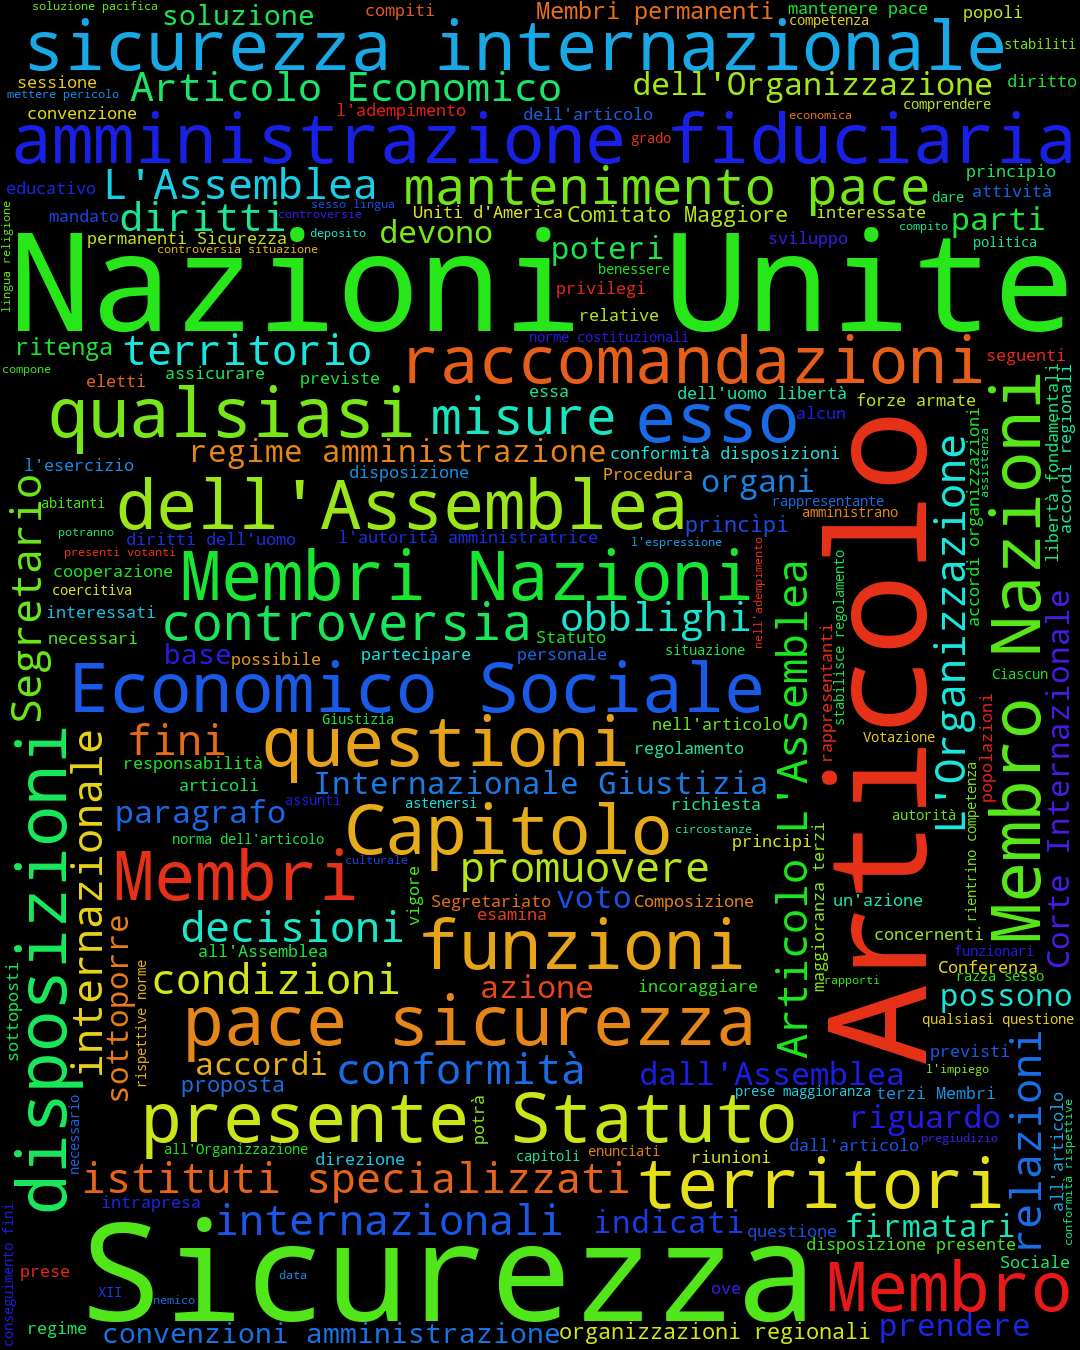 soluzione pacifica
soluzione
compiti
Membri permanenti
mantenere pace
competenza
popoli
sicurezza internazionale
stabiliti
sessione
Articolo Economico
dell'Organizzazione
diritto
mettere pericolo
convenzione
l'adempimento
dell'articolo
comprendere
economica
amministrazione fiduciaria
grado
educativo
L'Assemblea
mantenimento pace
principio
attività
dare
sesso lingua
mandato
diritti
controversie
Uniti d'America
Comitato Maggiore
interessate
parti
compito
lingua religione
permanenti Sicurezza
deposito
devono
controversia situazione
poteri
sviluppo
politica
benessere
Nazioni Unite
privilegi
relative
norme costituzionali
ritenga
territorio
raccomandazioni
seguenti
compone
eletti
assicurare
previste
essa
dell'uomo libertà
forze armate
qualsiasi
misure
esso
alcun
regime amministrazione
conformità disposizioni
l'esercizio
disposizione
Procedura
organi
abitanti
dell'Assemblea
rappresentante
amministrano
princìpi
potranno
diritti dell'uomo
l'autorità amministratrice
l'espressione
presenti votanti
cooperazione
coercitiva
Membri Nazioni
interessati
controversia
obblighi
necessari
Statuto
situazione
base
possibile
partecipare
personale
Economico Sociale
Segretario
nell'adempimento
Articolo L'Assemblea
stabilisce regolamento
rappresentanti
Articolo
L'Organizzazione
accordi organizzazioni
assistenza
Membro Nazioni
libertà fondamentali
accordi regionali
Corte Internazionale
Ciascun
popolazioni
Votazione
Giustizia
nell'articolo
fini
questioni
regolamento
responsabilità
articoli
Internazionale Giustizia
assunti
astenersi
richiesta
paragrafo
Capitolo
circostanze
autorità
norma dell'articolo
principi
rientrino competenza
maggioranza terzi
Membri
culturale
promuovere
vigore
Segretariato
voto
Composizione
un'azione
esamina
decisioni
funzioni
concernenti
all'Assemblea
funzionari
Conferenza
razza sesso
disposizioni
internazionale
sottoporre
rispettive norme
sottoposti
condizioni
azione
incoraggiare
rapporti
possono
pace sicurezza
qualsiasi questione
accordi
conformità
dall'Assemblea
previsti
l'impiego
proposta
prese maggioranza
terzi Membri
presente Statuto
potrà
riguardo
pregiudizio
relazioni
all'articolo
conformità rispettive
necessario
all'Organizzazione
direzione
capitoli
enunciati
riunioni
dall'articolo
istituti specializzati
territori
intrapresa
internazionali
indicati
questione
firmatari
disposizione presente
conseguimento fini
Sicurezza
prese
data
Sociale
XII
nemico
ove
Membro
regime
convenzioni amministrazione
organizzazioni regionali
prendere